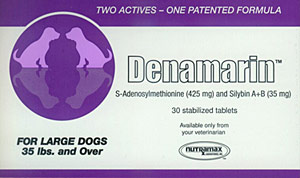 TWO ACTIVES – ONE PATENTED FORMULA
Denamarin™
S-Adenosylmethionine (425 mg) and Silybin A+B (35 mg)
30 stabilized tablets
Available only from
your veterinarian
FOR LARGE DOGS
35 lbs. and Over
NUTRAMAX